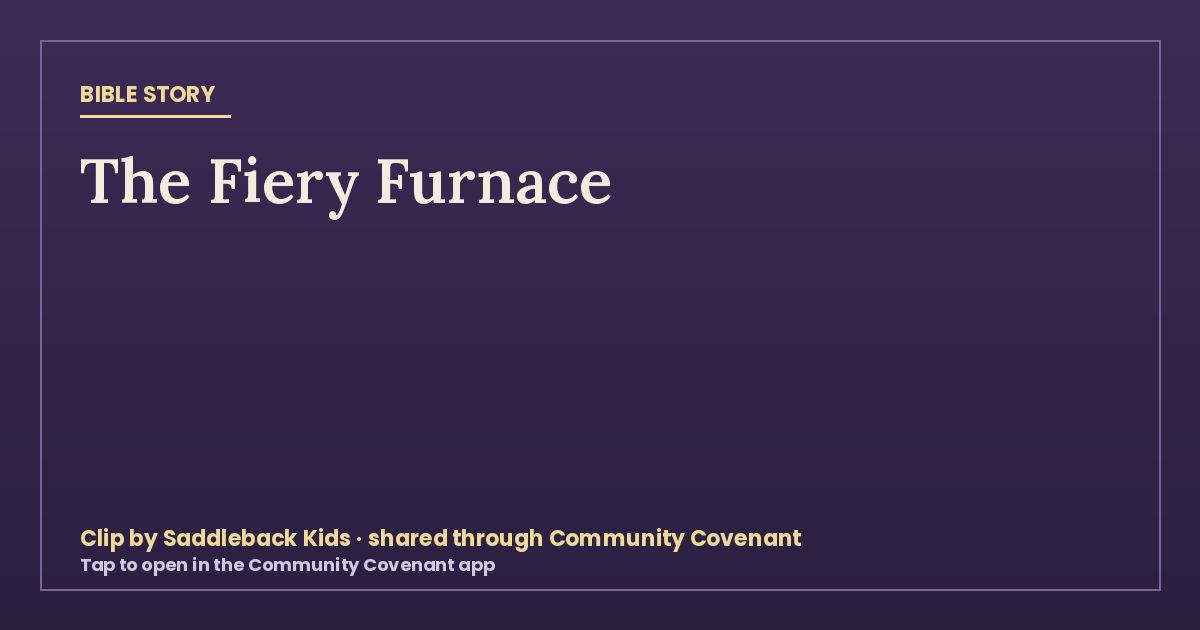 BIBLE STORY
The Fiery Furnace
Clip by Saddleback Kids · shared through Community Covenant
Tap to open in the Community Covenant app